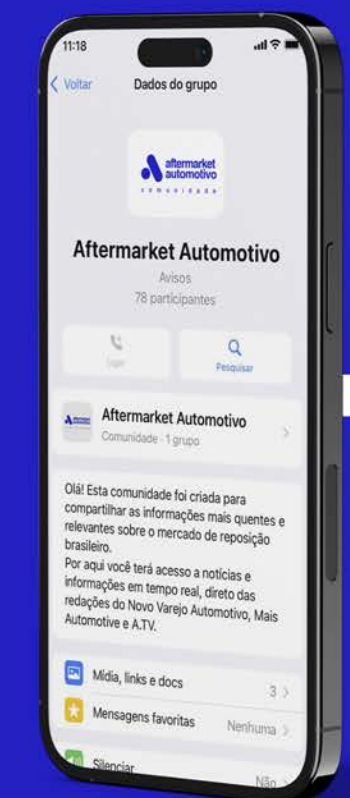 11:18
Voltar
Dados do grupo
aftermarket
automotivo
comunidade
Aftermarket Automotivo
Avisos
78 participantes
Ligar
Pesquisar
Aftermarket Automotivo
Comunidade · 1 grupo
Olá! Esta comunidade foi criada para
compartilhar as informações mais quentes e
relevantes sobre o mercado de reposição
brasileiro.
Por aqui você terá acesso a notícias e
informações em tempo real, direto das
redações do Novo Varejo Automotivo, Mais
Automotive e A.TV.
Mídia, links e docs 3
Mensagens favoritas Nenhuma
Silenciar Não